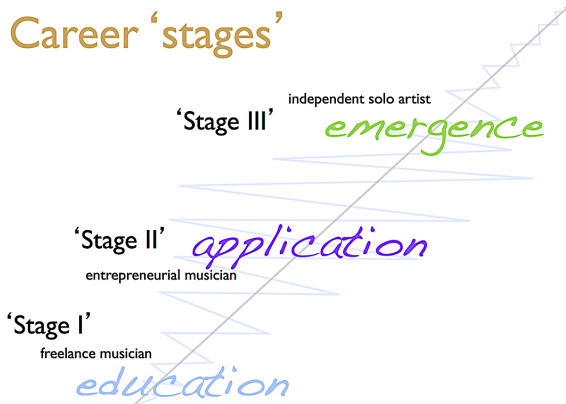 Career ‘stages’
independent solo artist
‘Stage III’ emergence
‘Stage II’ application
entrepreneurial musician
‘Stage I’
freelance musician
education